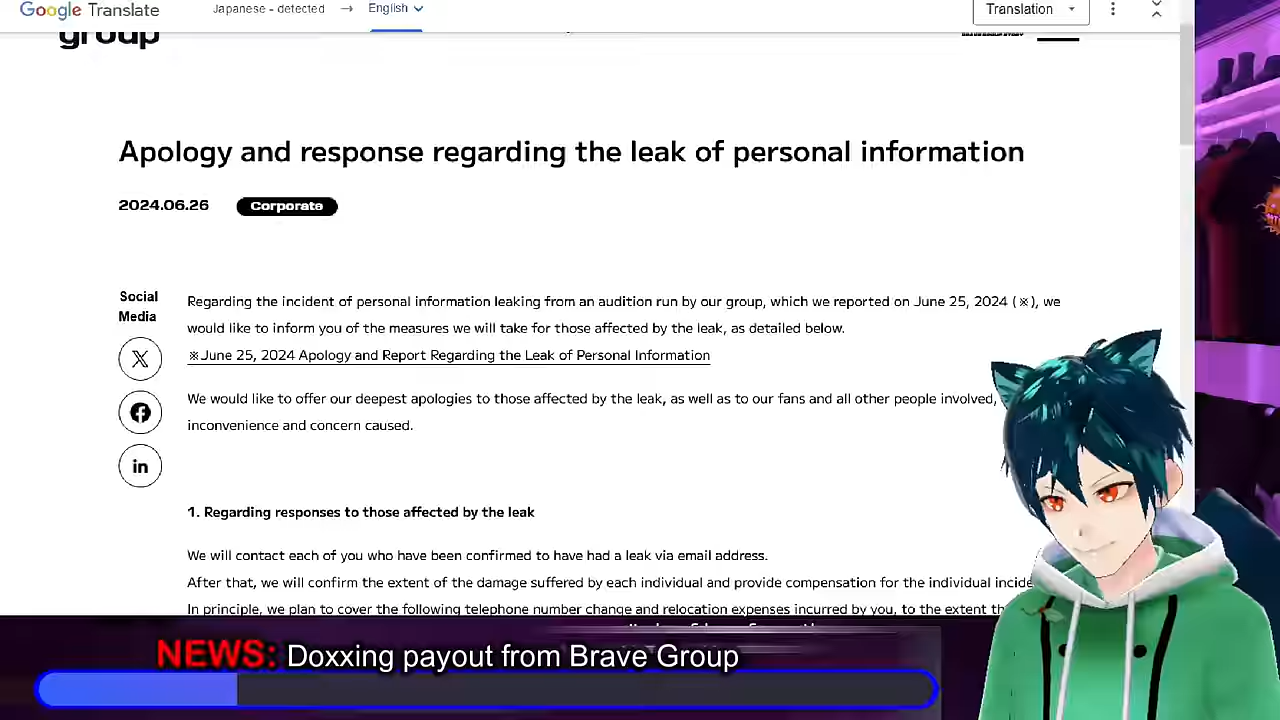 Google Translate Japanese - detected → English Translation
group
Apology and response regarding the leak of personal information
2024.06.26 Corporate
Social
Media
Regarding the incident of personal information leaking from an audition run by our group, which we reported on June 25, 2024 (※), we
would like to inform you of the measures we will take for those affected by the leak, as detailed below.
※June 25, 2024 Apology and Report Regarding the Leak of Personal Information
We would like to offer our deepest apologies to those affected by the leak, as well as to our fans and all other people involved,
inconvenience and concern caused.
in
1. Regarding responses to those affected by the leak
We will contact each of you who have been confirmed to have had a leak via email address.
After that, we will confirm the extent of the damage suffered by each individual and provide compensation for the individual
In principle, we plan to cover the following telephone number change and relocation expenses incurred by you, to the extent
NEWS: Doxxing payout from Brave Group